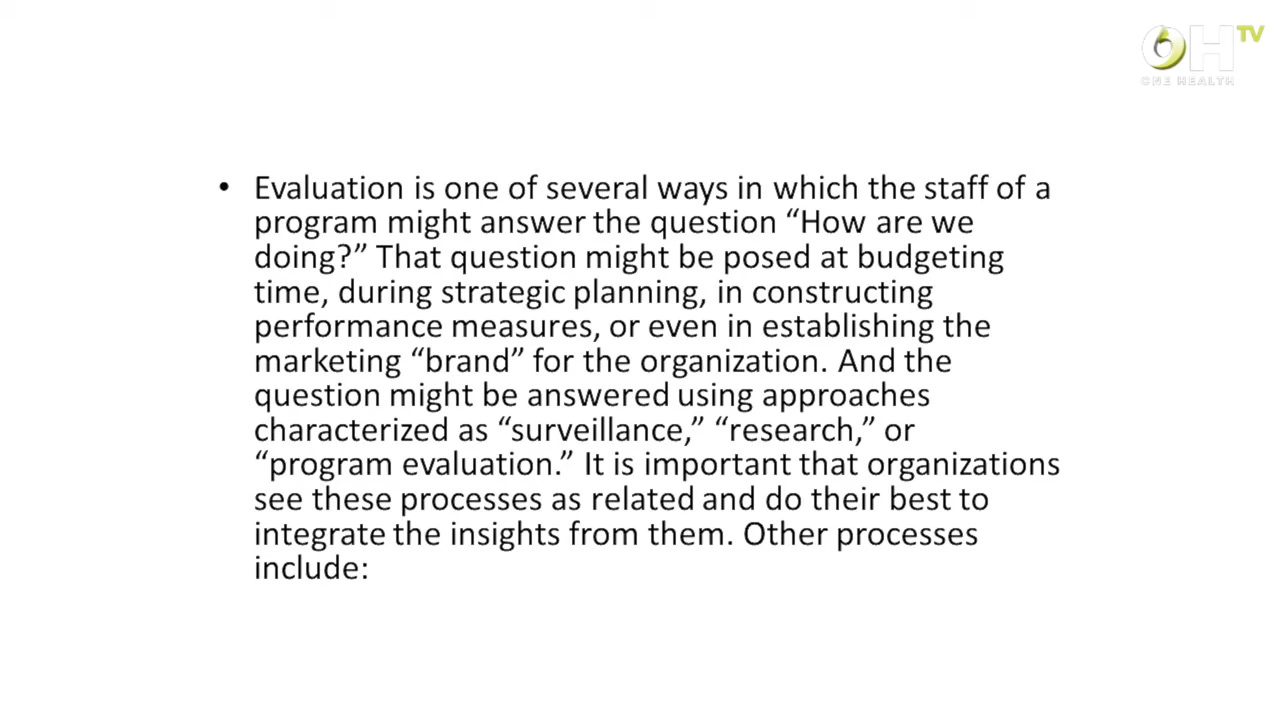 OH TV
ONE HEALTH
• Evaluation is one of several ways in which the staff of a
program might answer the question “How are we
doing?” That question might be posed at budgeting
time, during strategic planning, in constructing
performance measures, or even in establishing the
marketing “brand” for the organization. And the
question might be answered using approaches
characterized as “surveillance,” “research,” or
“program evaluation.” It is important that organizations
see these processes as related and do their best to
integrate the insights from them. Other processes
include: